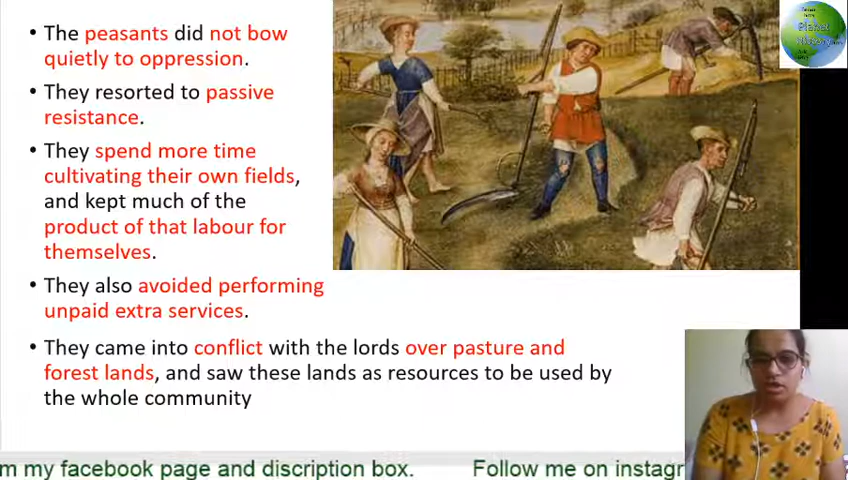 • The peasants did not bow
quietly to oppression.
• They resorted to passive
resistance.
• They spend more time
cultivating their own fields,
and kept much of the
product of that labour for
themselves.
• They also avoided performing
unpaid extra services.
• They came into conflict with the lords over pasture and
forest lands, and saw these lands as resources to be used by
the whole community
m my facebook page and discription box. Follow me on instagr